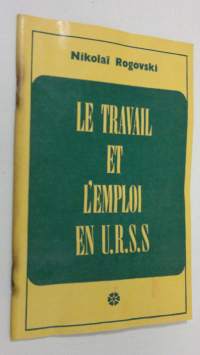 Nikolaï Rogovski
LE TRAVAIL
ET
L'EMPLOI
EN U.R.S.S